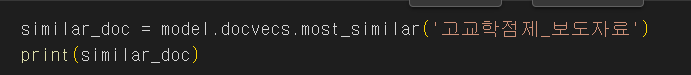 similar_doc = model.docvecs.most_similar('고교학점제_보도자료')
print(similar_doc)